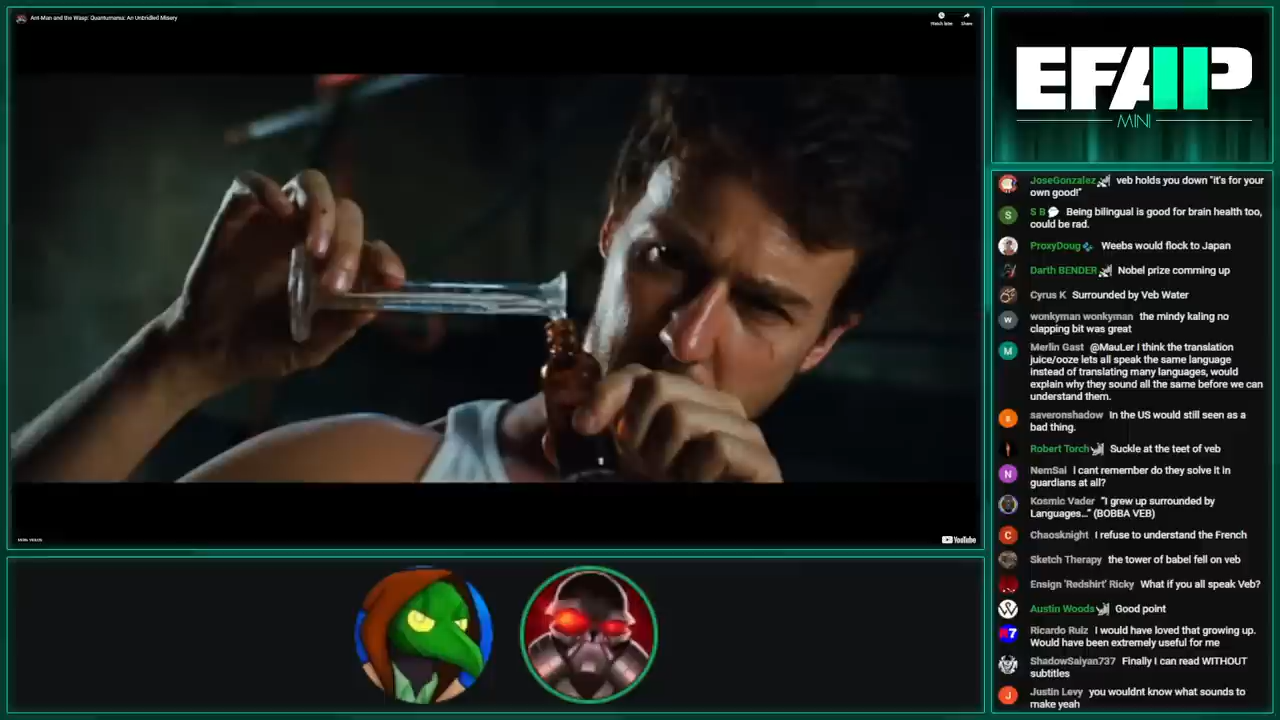 Ant-Man and the Wasp: Quantumania: An Unbridled Misery
Watch later
Share
MORE VIDEOS
YouTube
EFAP
MINI
JoseGonzalez veb holds you down "it's for your
own good!"
S B Being bilingual is good for brain health too,
could be rad.
ProxyDoug Weebs would flock to Japan
Darth BENDER Nobel prize comming up
Cyrus K Surrounded by Veb Water
wonkyman wonkyman the mindy kaling no
clapping bit was great
Merlin Gast @MauLer I think the translation
juice/ooze lets all speak the same language
instead of translating many languages, would
explain why they sound all the same before we can
understand them.
saveronshadow In the US would still seen as a
bad thing.
Robert Torch Suckle at the teet of veb
NemSai I cant remember do they solve it in
guardians at all?
Kosmic Vader "I grew up surrounded by
Languages..." (BOBBA VEB)
Chaosknight I refuse to understand the French
Sketch Therapy the tower of babel fell on veb
Ensign 'Redshirt' Ricky What if you all speak Veb?
Austin Woods Good point
Ricardo Ruiz I would have loved that growing up.
Would have been extremely useful for me
ShadowSaiyan737 Finally I can read WITHOUT
subtitles
Justin Levy you wouldnt know what sounds to
make yeah